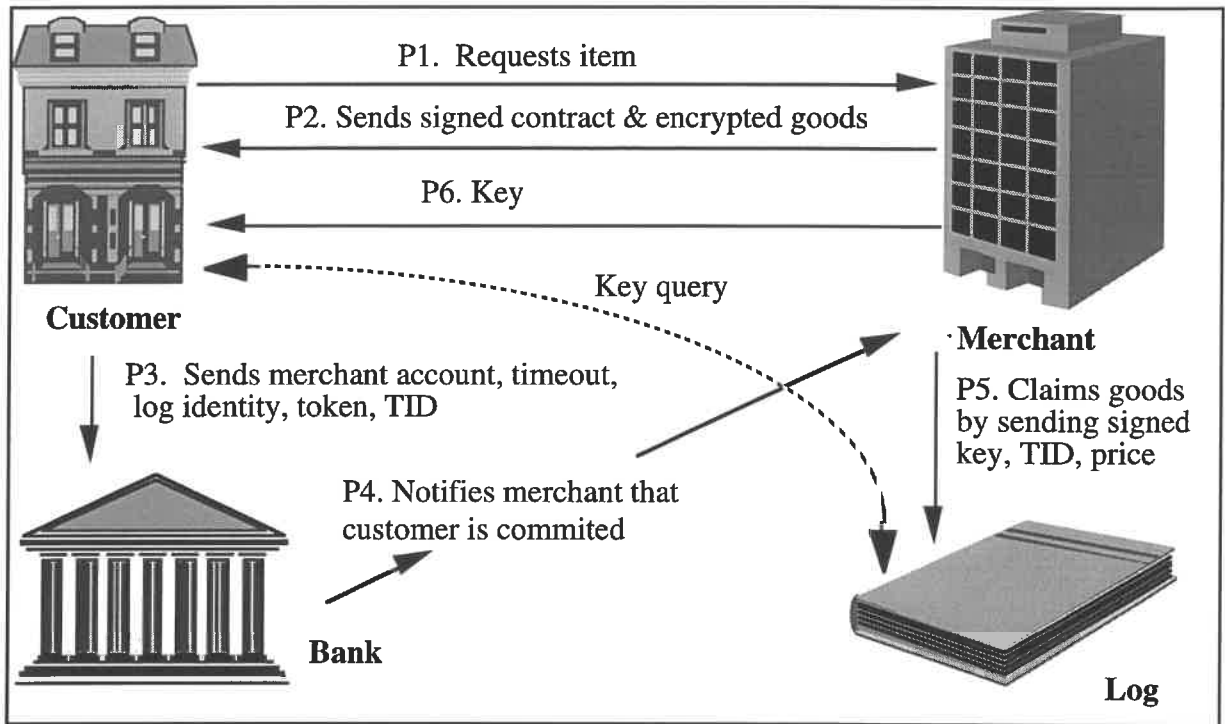 P1. Requests item
P2. Sends signed contract & encrypted goods
P6. Key
Key query
Customer
Merchant
P3. Sends merchant account, timeout,
log identity, token, TID
P5. Claims goods
by sending signed
key, TID, price
P4. Notifies merchant that
customer is commited
Bank
Log